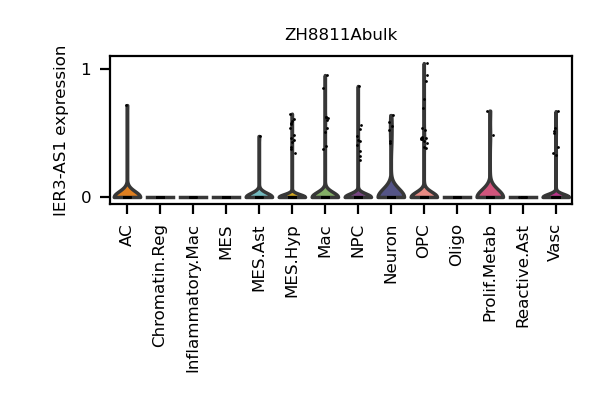 ZH8811Abulk
IER3-AS1 expression
1
0
AC
Chromatin.Reg
Inflammatory.Mac
MES
MES.Ast
MES.Hyp
Mac
NPC
Neuron
OPC
Oligo
Prolif.Metab
Reactive.Ast
Vasc